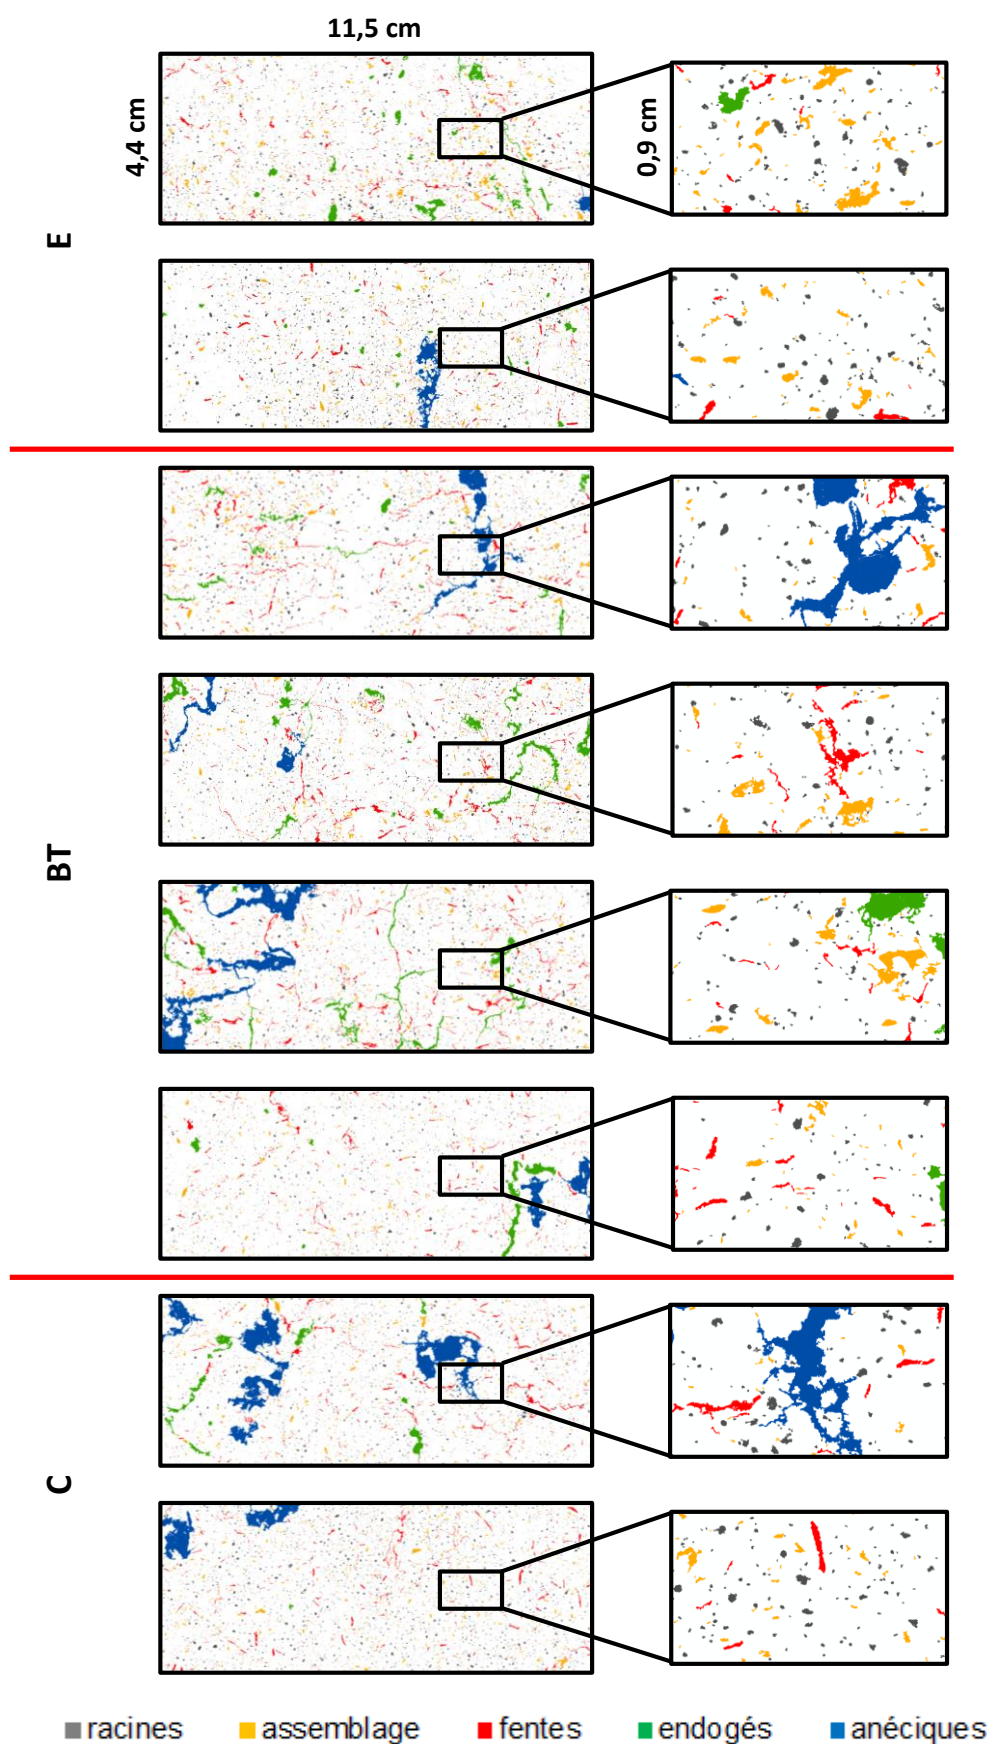 11,5 cm
4,4 cm
0,9 cm
E
BT
C
racines
assemblage
fentes
endogés
anéciques